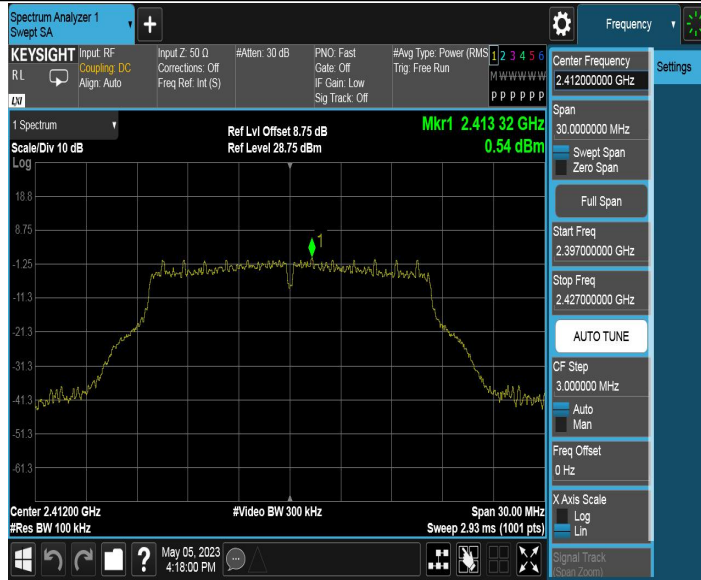 Spectrum Analyzer 1
Swept SA
Frequency
KEYSIGHT
RL
LXI
Input: RF
Coupling: DC
Align: Auto
Input Z: 50 Ω
Corrections: Off
Freq Ref: Int (S)
#Atten: 30 dB
PNO: Fast
Gate: Off
IF Gain: Low
Sig Track: Off
#Avg Type: Power (RMS
Trig: Free Run
1 2 3 4 5 6
M W W W W W
P P P P P P
1 Spectrum
Scale/Div 10 dB
Ref Lvl Offset 8.75 dB
Ref Level 28.75 dBm
Mkr1 2.413 32 GHz
0.54 dBm
Log
18.8
8.75
-1.25
-11.3
-21.3
-31.3
-41.3
-51.3
-61.3
1
Center 2.41200 GHz
#Res BW 100 kHz
#Video BW 300 kHz
Span 30.00 MHz
Sweep 2.93 ms (1001 pts)
?
May 05, 2023
4:18:00 PM
Center Frequency
2.412000000 GHz
Settings
Span
30.0000000 MHz
Swept Span
Zero Span
Full Span
Start Freq
2.397000000 GHz
Stop Freq
2.427000000 GHz
AUTO TUNE
CF Step
3.000000 MHz
Auto
Man
Freq Offset
0 Hz
X Axis Scale
Log
Lin
Signal Track
(Span Zoom)